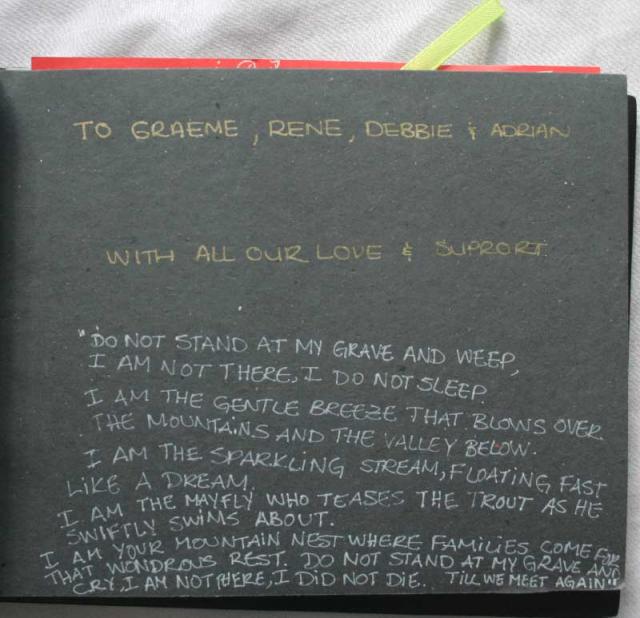 TO GRAEME, RENE, DEBBIE & ADRIAN
WITH ALL OUR LOVE & SUPPORT
"DO NOT STAND AT MY GRAVE AND WEEP,
I AM NOT THERE, I DO NOT SLEEP.
I AM THE GENTLE BREEZE THAT BLOWS OVER
THE MOUNTAINS AND THE VALLEY BELOW.
I AM THE SPARKLING STREAM, FLOATING FAST
LIKE A DREAM.
I AM THE MAYFLY WHO TEASES THE TROUT AS HE
SWIFTLY SWIMS ABOUT.
I AM YOUR MOUNTAIN NEST WHERE FAMILIES COME FOR
THAT WONDROUS REST. DO NOT STAND AT MY GRAVE AND
CRY, I AM NOT THERE, I DID NOT DIE. TILL WE MEET AGAIN"